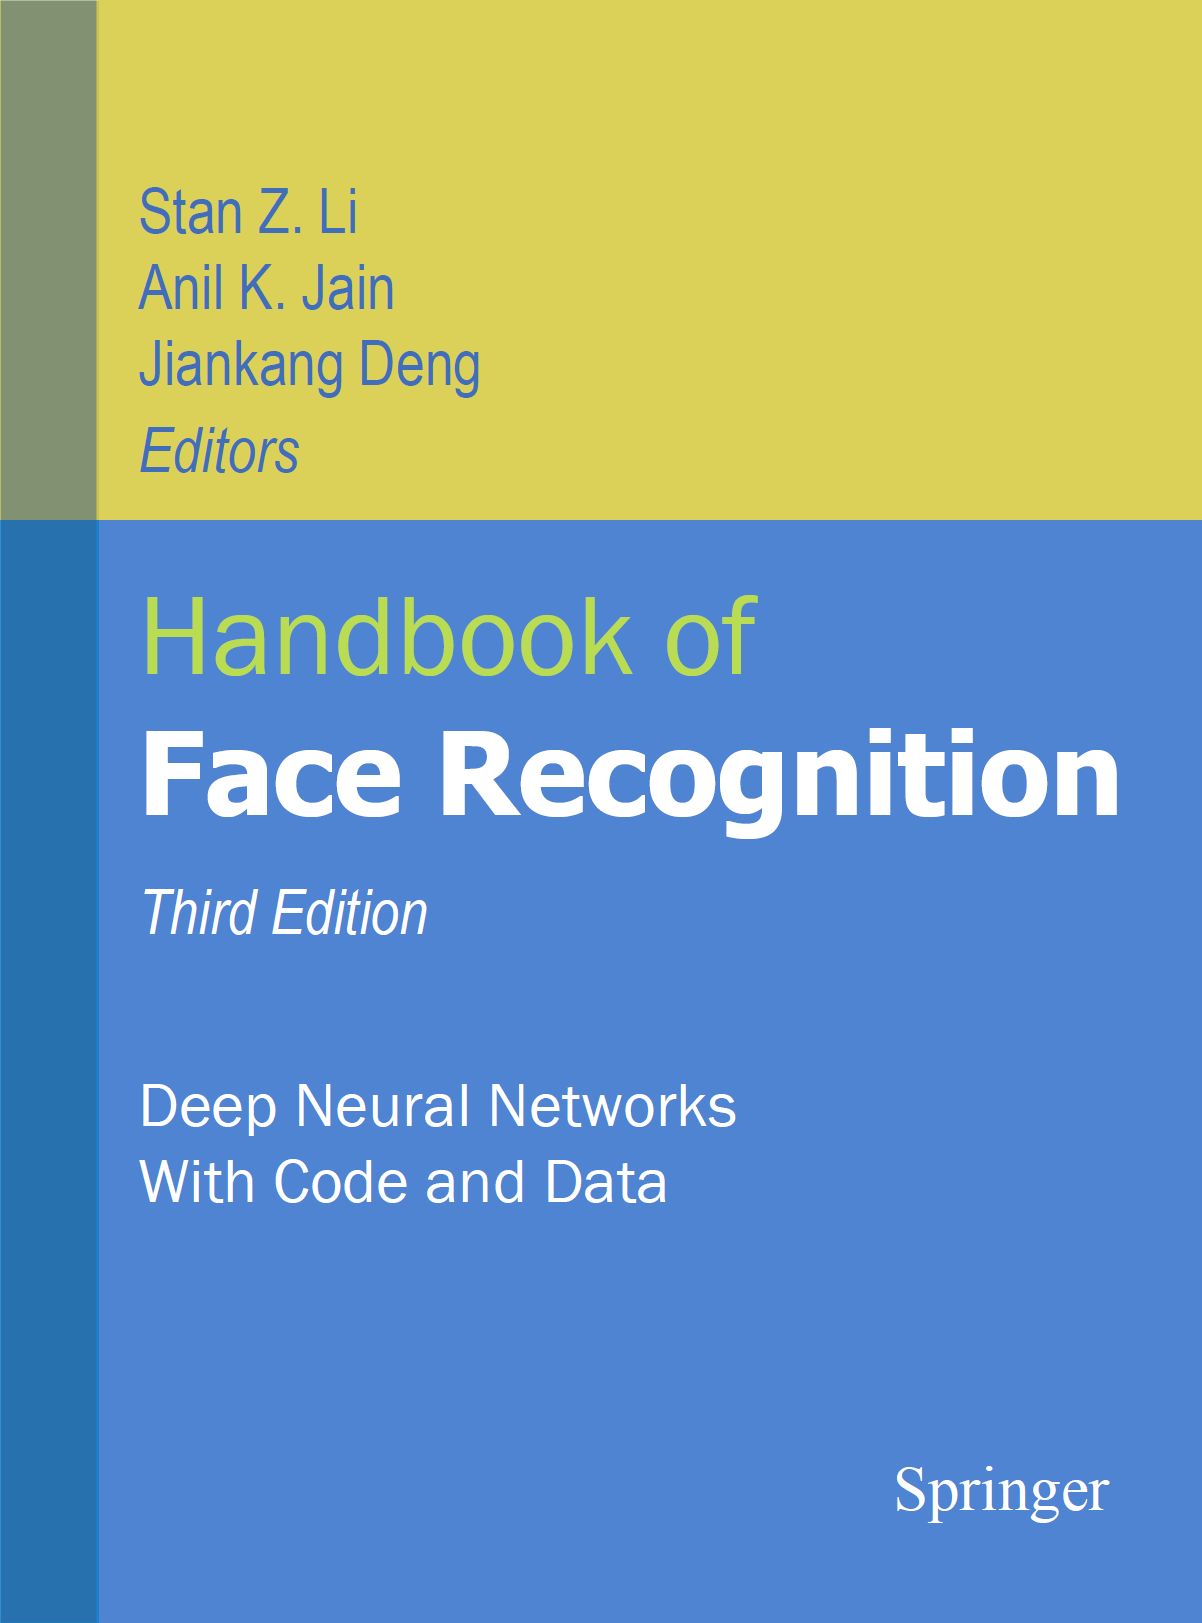 Stan Z. Li
Anil K. Jain
Jiankang Deng
Editors
Handbook of
Face Recognition
Third Edition
Deep Neural Networks
With Code and Data
Springer